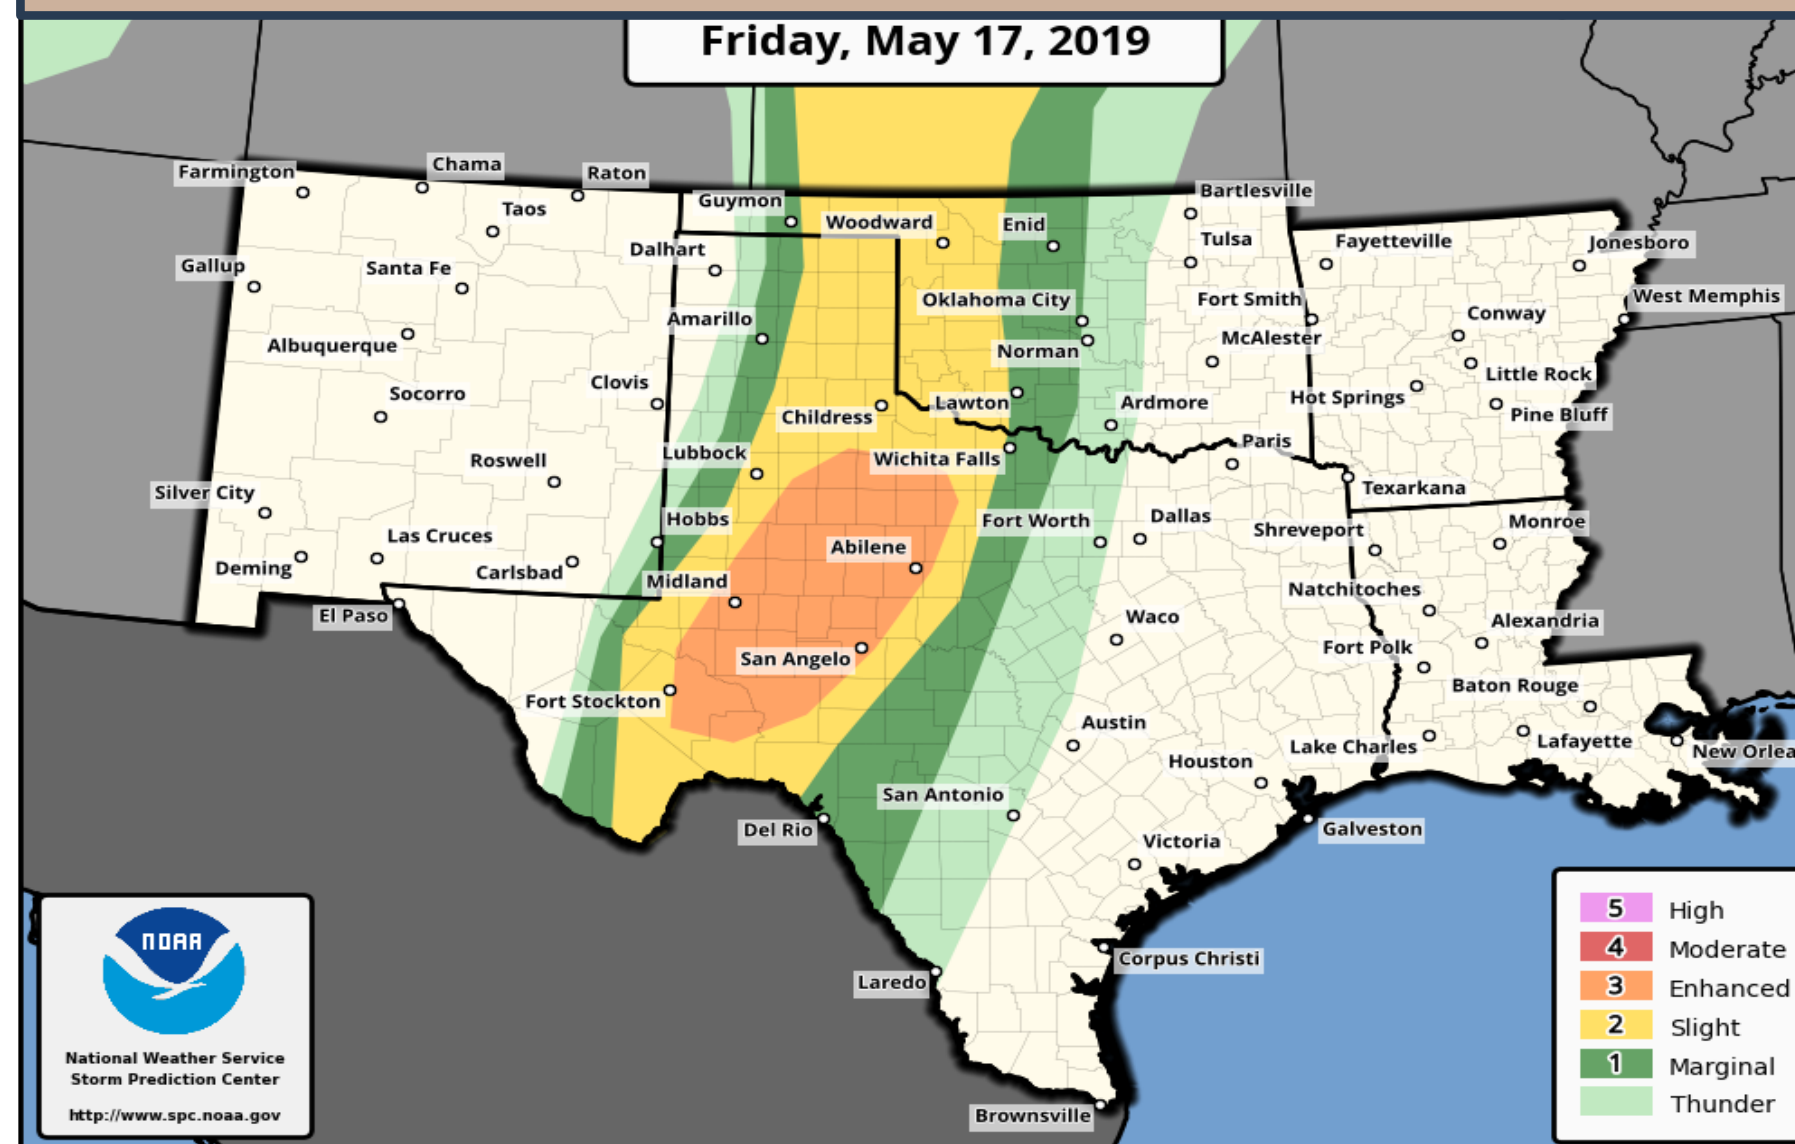 Friday, May 17, 2019
Farmington
Chama
Raton
Taos
Guymon
Woodward
Enid
Bartlesville
Tulsa
Fayetteville
Jonesboro
Gallup
Santa Fe
Dalhart
Oklahoma City
Fort Smith
West Memphis
Albuquerque
Amarillo
Norman
McAlester
Conway
Socorro
Clovis
Childress
Lawton
Ardmore
Hot Springs
Little Rock
Pine Bluff
Roswell
Lubbock
Wichita Falls
Paris
Texarkana
Silver City
Hobbs
Fort Worth
Dallas
Shreveport
Monroe
Las Cruces
Deming
Carlsbad
Abilene
Midland
Natchitoches
El Paso
Waco
Alexandria
San Angelo
Fort Polk
Fort Stockton
Baton Rouge
Austin
Lake Charles
Lafayette
New Orlea
Houston
San Antonio
Del Rio
Galveston
Victoria
Corpus Christi
Laredo
Brownsville
NOAA
National Weather Service
Storm Prediction Center
http://www.spc.noaa.gov
5 High
4 Moderate
3 Enhanced
2 Slight
1 Marginal
Thunder